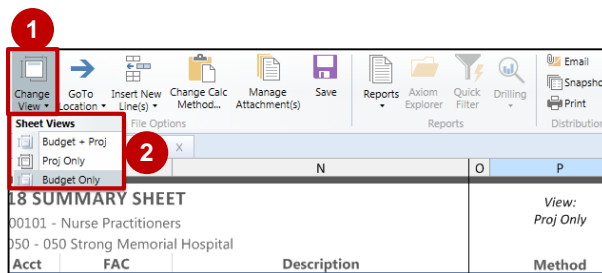 1
Change View
GoTo Location
Insert New Line(s)
Change Calc Method...
Manage Attachment(s)
Save
Reports
Axiom Explorer
Quick Filter
Drilling
Email
Snapsho
Print
Sheet Views
File Options
Reports
Distribution
Budget + Proj
Proj Only
Budget Only
2
X
N
O
P
18 SUMMARY SHEET
View:
00101 - Nurse Practitioners
Proj Only
050 - 050 Strong Memorial Hospital
Acct FAC Description Method